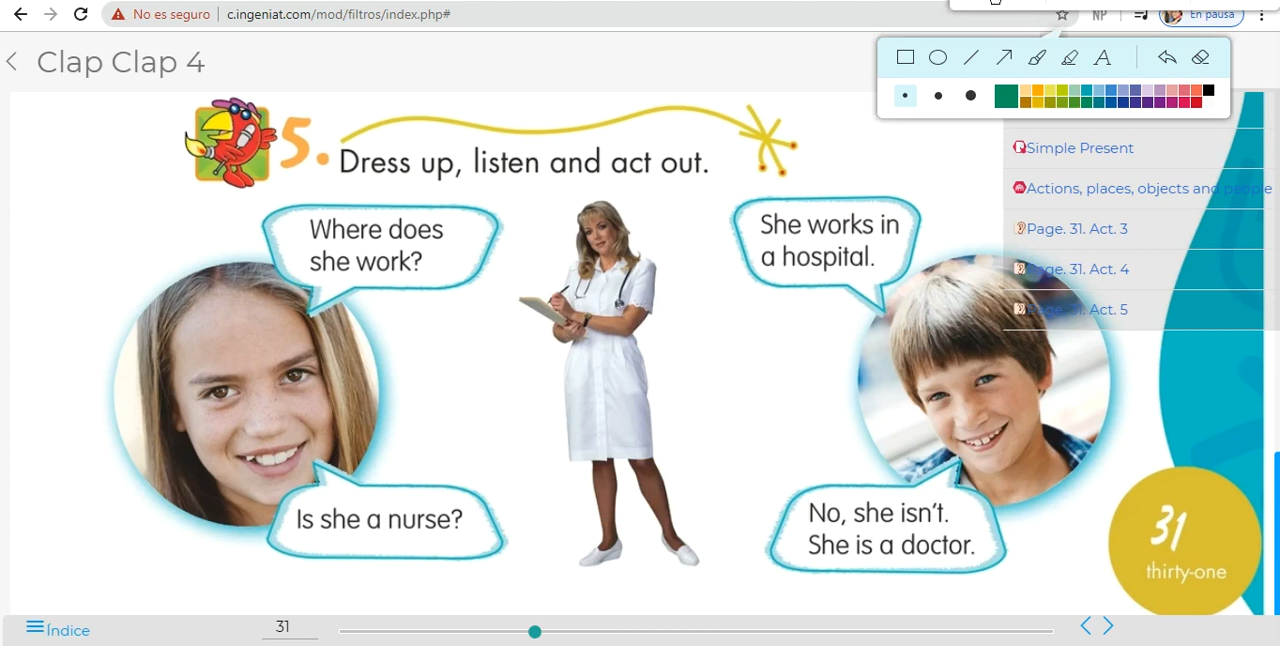 No es seguro
c.ingeniat.com/mod/filtros/index.php#
NP
En pausa
Clap Clap 4
A
5. Dress up, listen and act out.
Simple Present
Actions, places, objects and people
Page. 31. Act. 3
Page. 31. Act. 4
Page. 31. Act. 5
Where does
she work?
She works in
a hospital.
Is she a nurse?
No, she isn't.
She is a doctor.
31
thirty-one
Índice
31